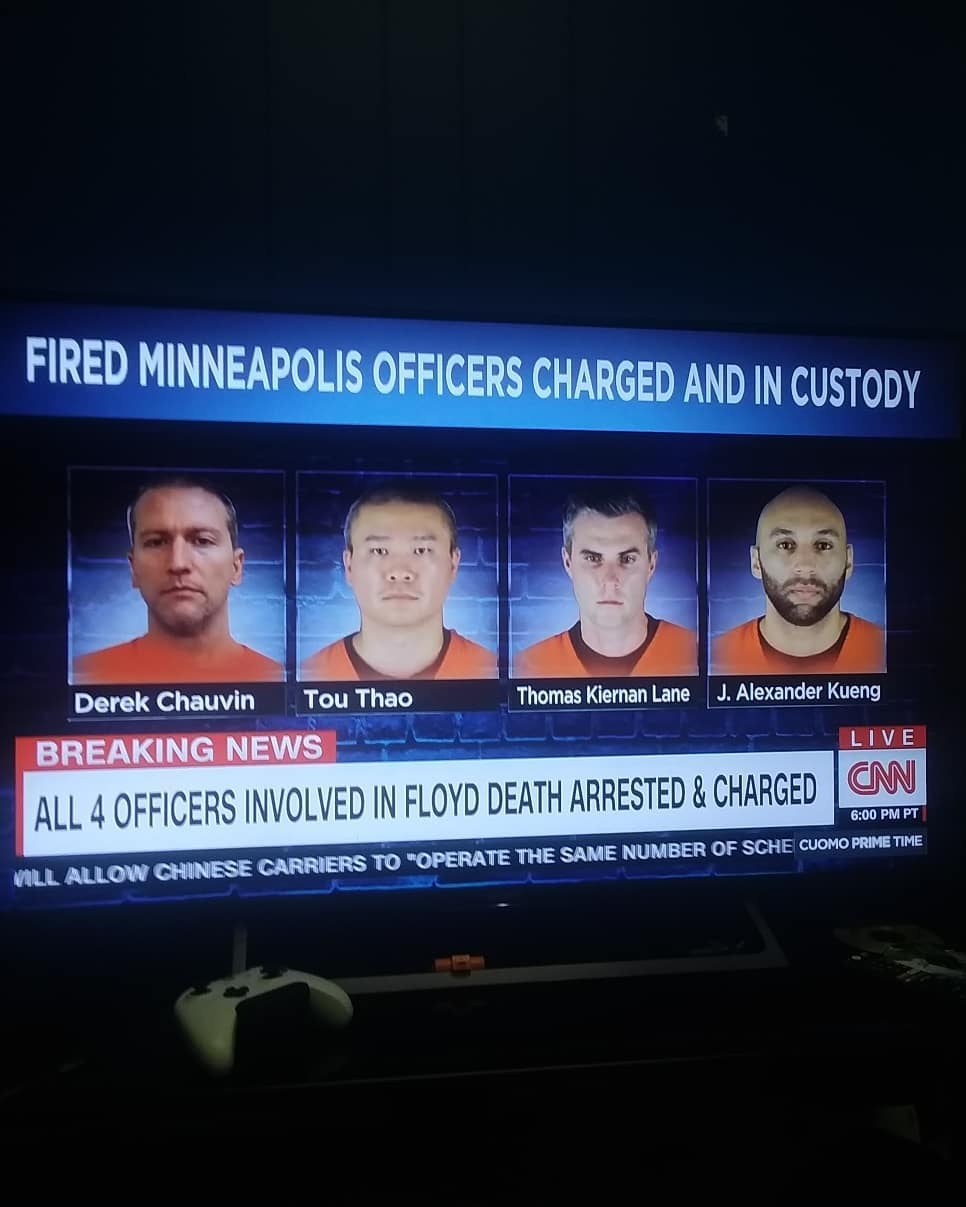 FIRED MINNEAPOLIS OFFICERS CHARGED AND IN CUSTODY
Derek Chauvin
Tou Thao
Thomas Kiernan Lane
J. Alexander Kueng
BREAKING NEWS
ALL 4 OFFICERS INVOLVED IN FLOYD DEATH ARRESTED & CHARGED
LIVE
CNN
6:00 PM PT
WILL ALLOW CHINESE CARRIERS TO "OPERATE THE SAME NUMBER OF SCHE
CUOMO PRIME TIME